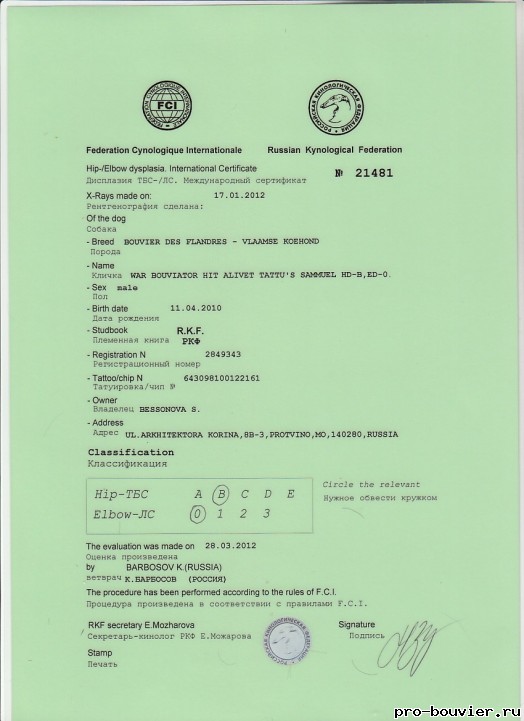 FEDERATION CYNOLOGIQUE INTERNATIONALE
FCI
РОССИЙСКАЯ КИНОЛОГИЧЕСКАЯ ФЕДЕРАЦИЯ
Federation Cynologique Internationale Russian Kynological Federation
Hip-/Elbow dysplasia. International Certificate № 21481
Дисплазия ТБС-/ЛС. Международный сертификат
X-Rays made on: 17.01.2012
Рентгенография сделана:
Of the dog
Собака
- Breed BOUVIER DES FLANDRES - VLAAMSE KOEHOND
Порода
- Name
Кличка WAR BOUVIATOR HIT ALIVET TATTU'S SAMMUEL HD-B,ED-0.
- Sex male
Пол
- Birth date 11.04.2010
Дата рождения
- Studbook R.K.F.
Племенная книга РКФ
- Registration N 2849343
Регистрационный номер
- Tattoo/chip N 643098100122161
Татуировка/чип №
- Owner
Владелец BESSONOVA S.
- Address
Адрес UL.ARKHITEKTORA KORINA,8B-3,PROTVINO,MO,140280,RUSSIA
Classification
Классификация
Circle the relevant
Hip-ТБС A B C D E Нужное обвести кружком
Elbow-ЛС 0 1 2 3
The evaluation was made on 28.03.2012
Оценка произведена
by BARBOSOV K.(RUSSIA)
ветврач К.БАРБОСОВ (РОССИЯ)
The procedure has been performed according to the rules of F.C.I.
Процедура произведена в соответствии с правилами F.C.I.
RKF secretary E.Mozharova Signature
Секретарь-кинолог РКФ Е.Можарова Подпись
Stamp
Печать
pro-bouvier.ru